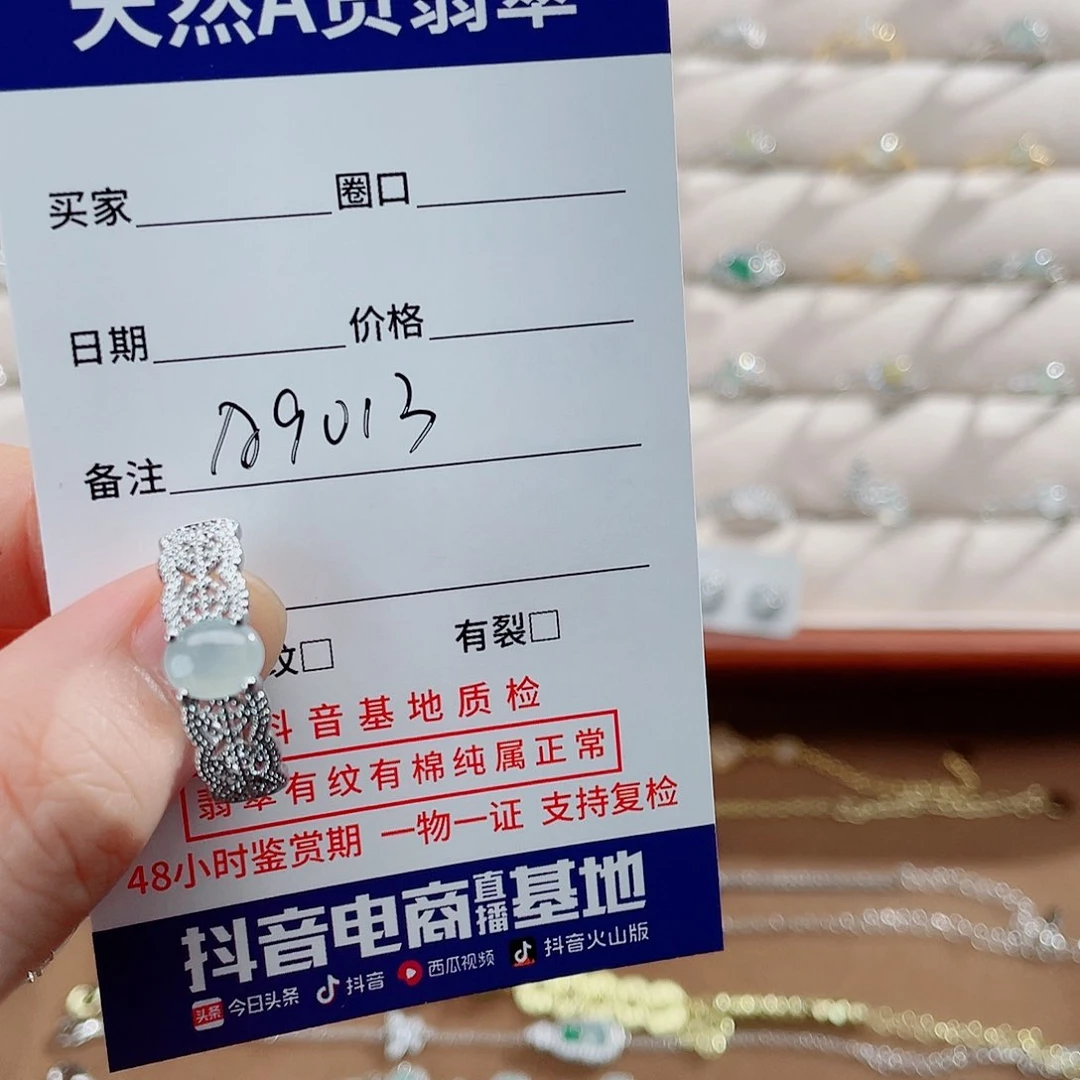 天然A货翡翠
买家 圈口
日期 价格
备注 A9013
纹□ 有裂□
抖音基地质检
翡翠有纹有棉纯属正常
48小时鉴赏期 一物一证 支持复检
抖音电商直播基地
头条 今日头条 抖音 西瓜视频 抖音火山版